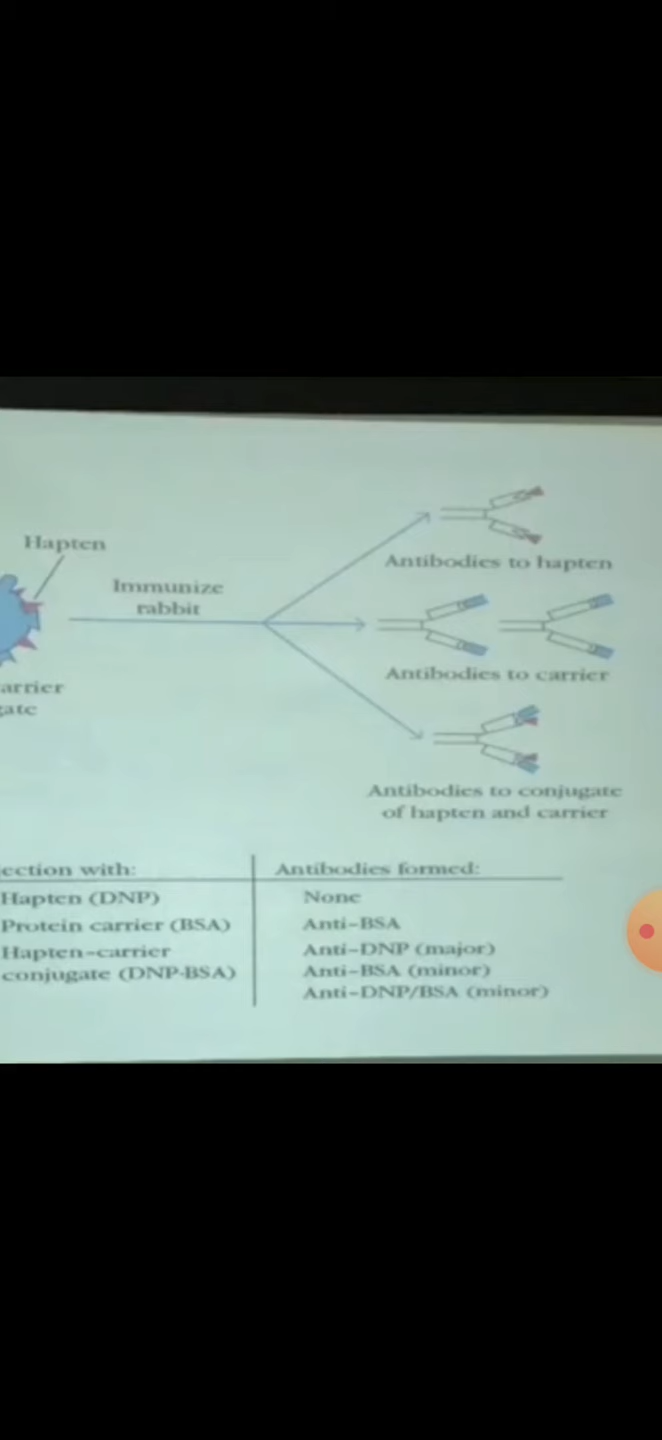 Hapten
Immunize
rabbit
Antibodies to hapten
Antibodies to carrier
Antibodies to conjugate
of hapten and carrier
arrier
gate
ection with:
Antibodies formed:
Hapten (DNP)
None
Protein carrier (BSA)
Anti-BSA
Hapten-carrier
conjugate (DNP-BSA)
Anti-DNP (major)
Anti-BSA (minor)
Anti-DNP/BSA (minor)